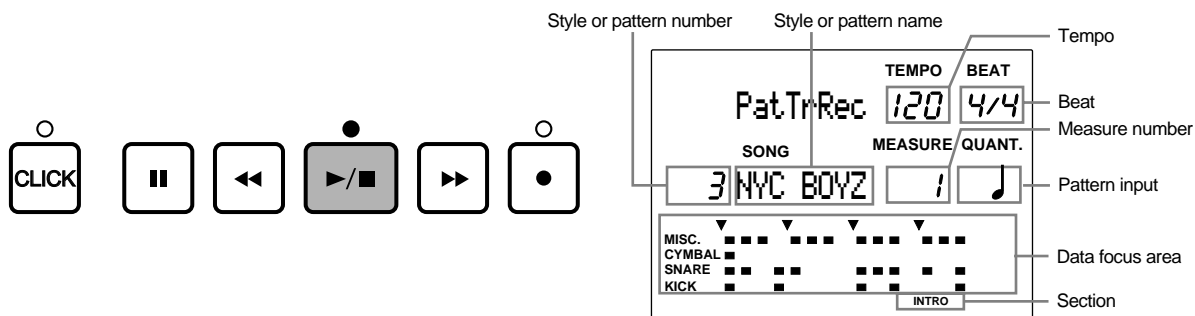 Style or pattern number
Style or pattern name
Tempo
TEMPO BEAT
PatTrRec 120 4/4
Beat
Measure number
SONG MEASURE QUANT.
CLICK
3 NYC BOYZ 1
Pattern input
MISC.
CYMBAL
SNARE
KICK
Data focus area
INTRO
Section